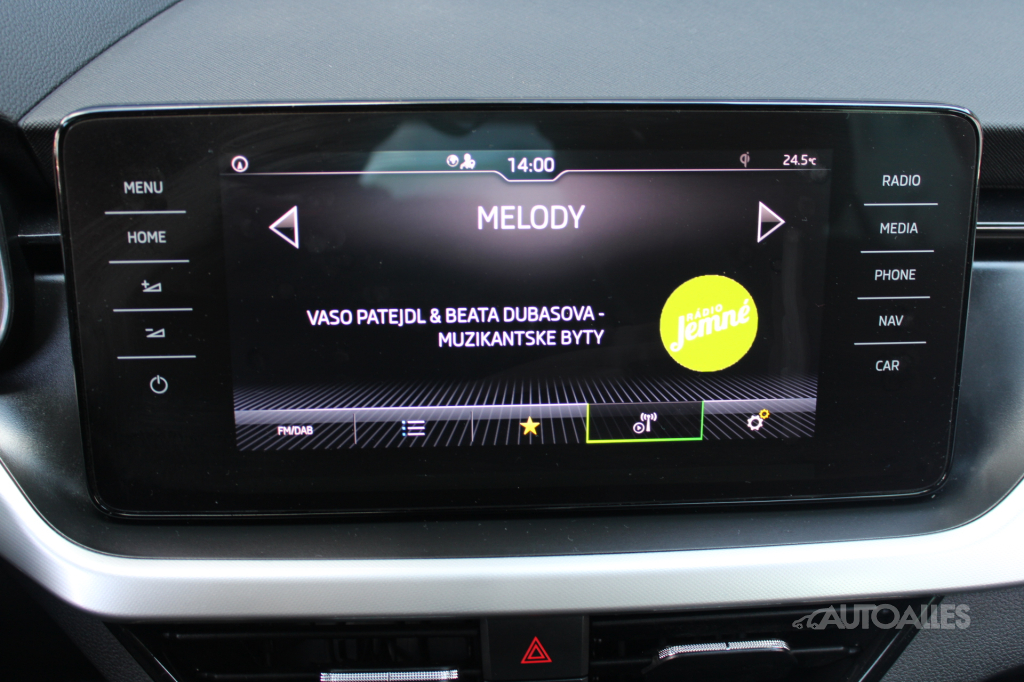 14:00
24.5°C
MENU
HOME
RADIO
MEDIA
PHONE
NAV
CAR
MELODY
VASO PATEJDL & BEATA DUBASOVA -
MUZIKANTSKE BYTY
RÁDIO
Jemné
FM/DAB
AUTOALLES